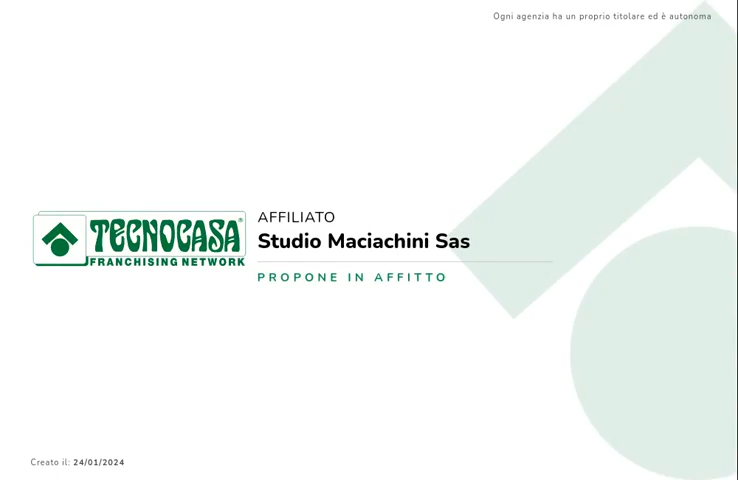 Ogni agenzia ha un proprio titolare ed è autonoma
TECNOCASA®
FRANCHISING NETWORK
AFFILIATO
Studio Maciachini Sas
PROPONE IN AFFITTO
Creato il: 24/01/2024